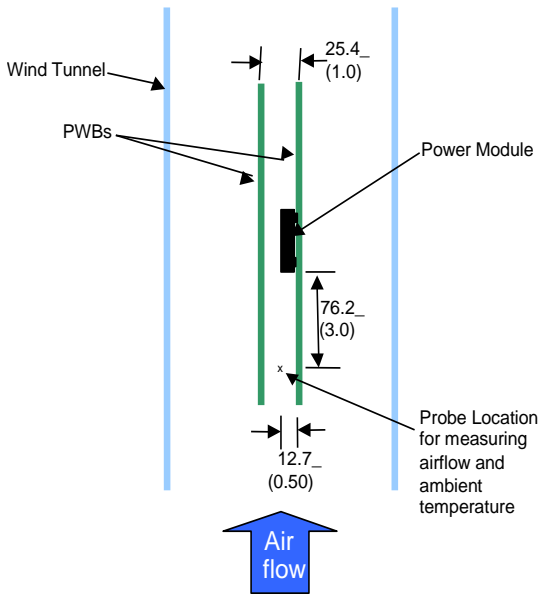 25.4_
(1.0)
Wind Tunnel
PWBs
Power Module
76.2_
(3.0)
x
Probe Location
for measuring
airflow and
ambient
temperature
12.7_
(0.50)
Air
flow